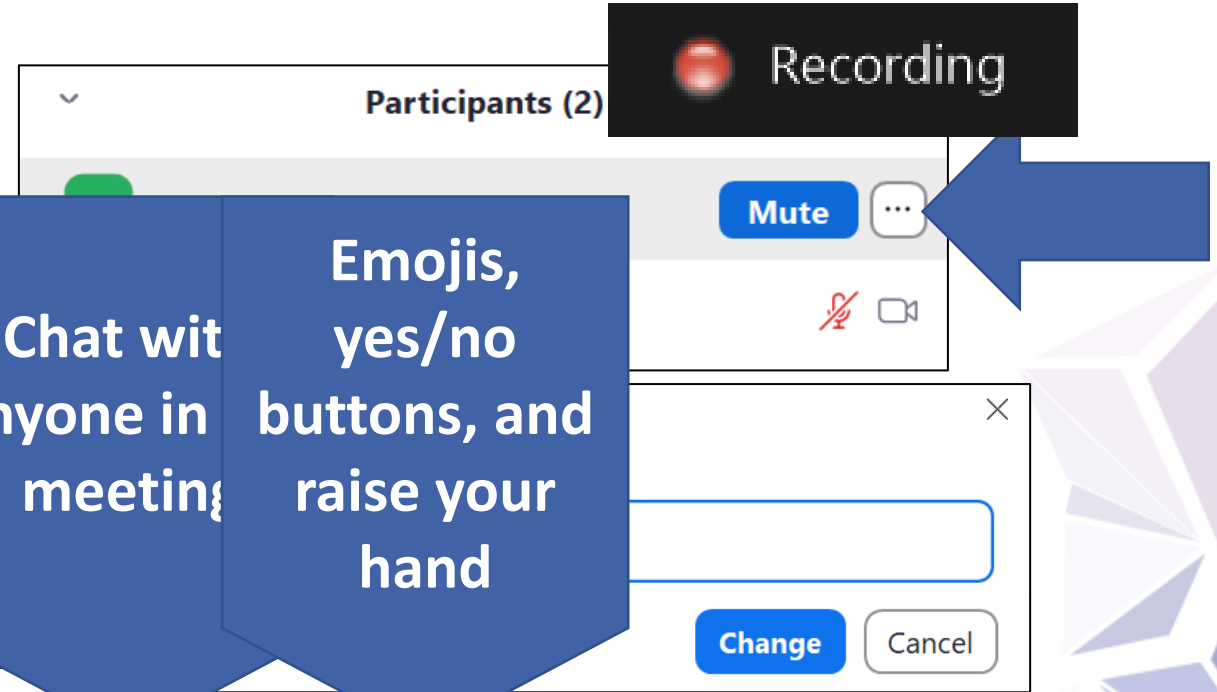 Recording
Participants (2)
Mute
Chat wit
nyone in
meeting
Emojis,
yes/no
buttons, and
raise your
hand
Change
Cancel